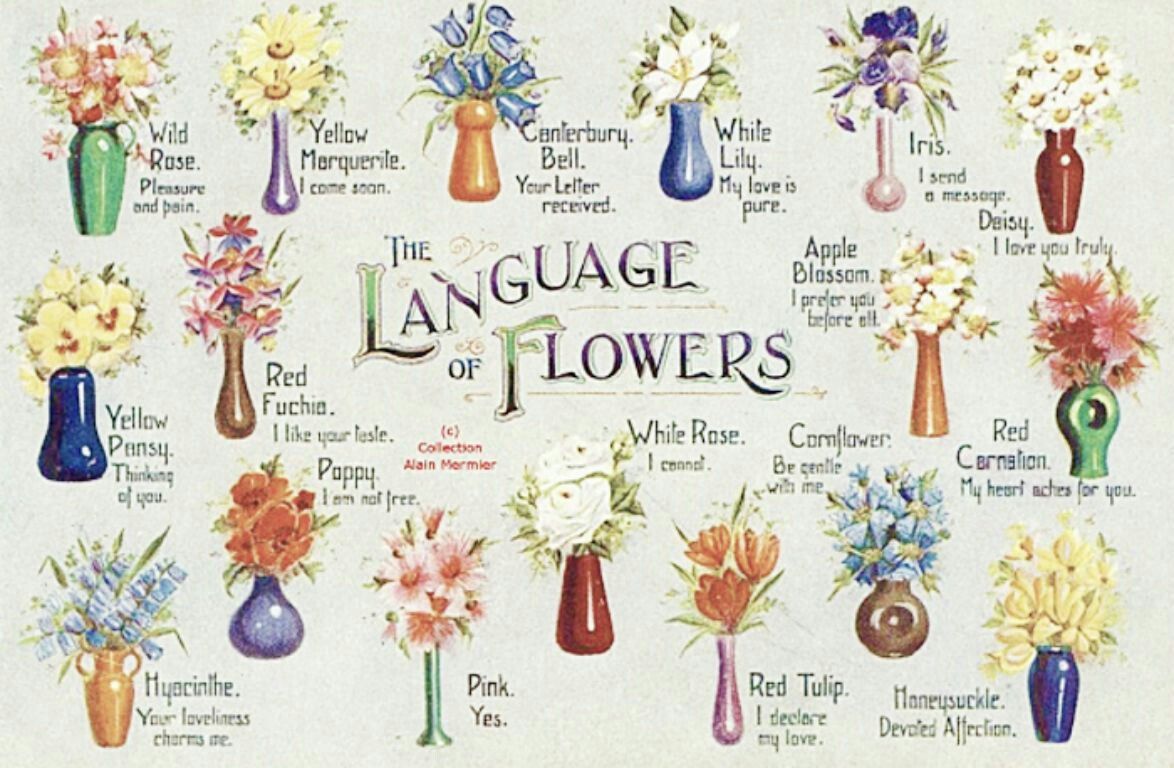 Wild
Rose.
Pleasure
and pain.
Yellow
Marquerite.
I come soon.
Canterbury.
Bell.
Your Letter
received.
White
Lily.
My love is
pure.
Iris.
I send
a message.
Daisy.
I love you truly.
THE
LANGUAGE
OF FLOWERS
Apple
Blossom.
I prefer you
before all.
Red
Fuchia.
I like your taste.
Yellow
Pansy.
Thinking
of you.
(c)
Collection
Alain Mermier
White Rose.
I cannot.
Cornflower.
Be gentle
with me.
Red
Carnation.
My heart aches for you.
Poppy.
I am not free.
Hyacinthe.
Your loveliness
charms me.
Pink.
Yes.
Red Tulip.
I declare
my love.
Honeysuckle.
Devoted Affection.